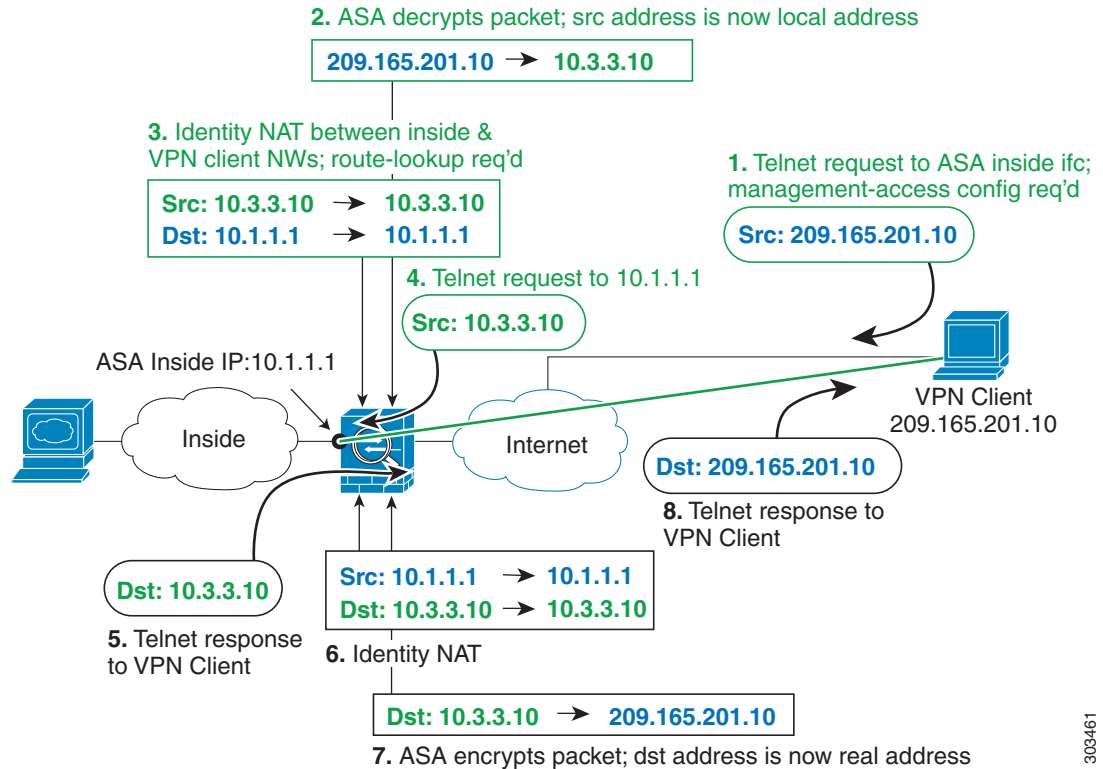 2. ASA decrypts packet; src address is now local address
209.165.201.10 → 10.3.3.10
3. Identity NAT between inside &
VPN client NWs; route-lookup req'd
Src: 10.3.3.10 → 10.3.3.10
Dst: 10.1.1.1 → 10.1.1.1
1. Telnet request to ASA inside ifc;
management-access config req'd
Src: 209.165.201.10
4. Telnet request to 10.1.1.1
Src: 10.3.3.10
ASA Inside IP:10.1.1.1
Inside
Internet
VPN Client
209.165.201.10
Dst: 209.165.201.10
8. Telnet response to
VPN Client
Dst: 10.3.3.10
5. Telnet response
to VPN Client
Src: 10.1.1.1 → 10.1.1.1
Dst: 10.3.3.10 → 10.3.3.10
6. Identity NAT
Dst: 10.3.3.10 → 209.165.201.10
7. ASA encrypts packet; dst address is now real address
303461